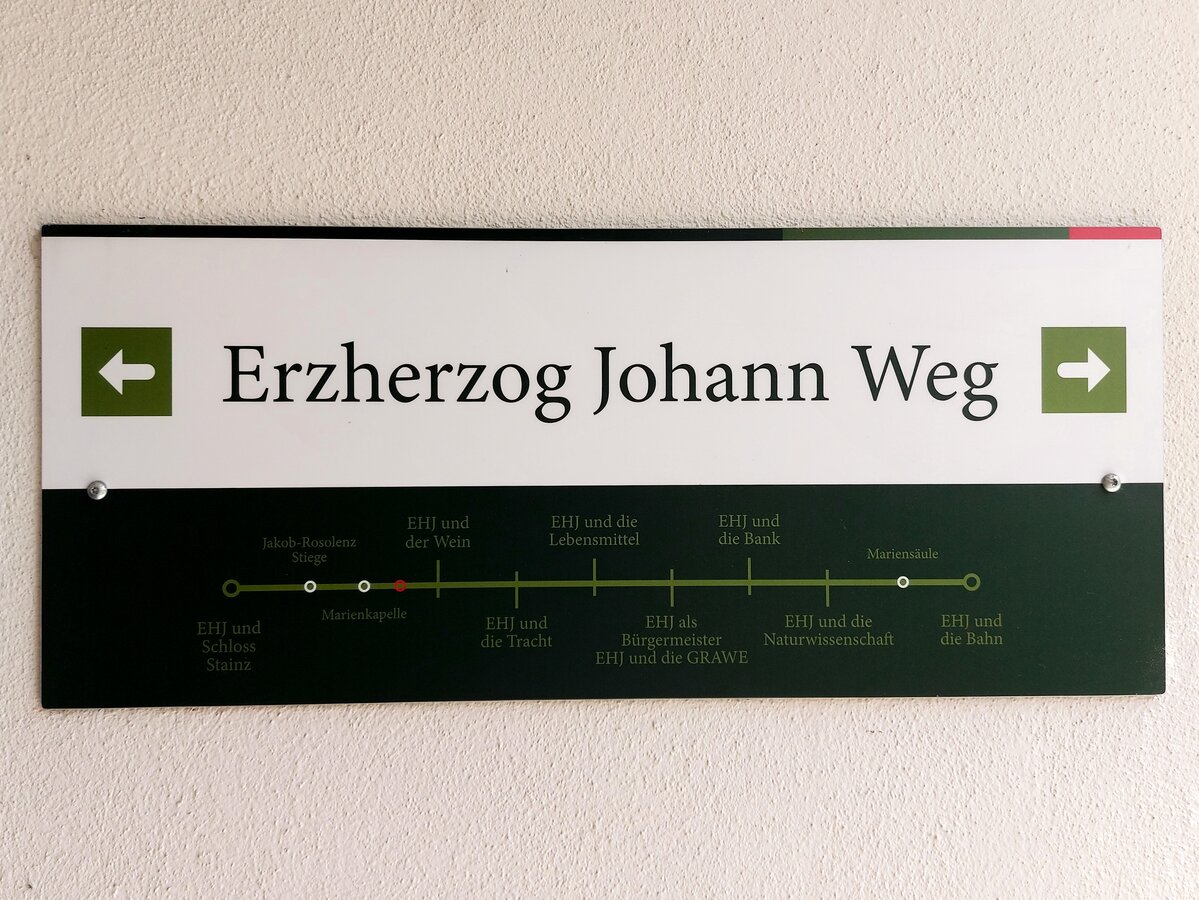 Erzherzog Johann Weg
Jakob-Rosolenz
Stiege
EHJ und
der Wein
EHJ und die
Lebensmittel
EHJ und
die Bank
Mariensäule
EHJ und
Schloss
Stainz
Marienkapelle
EHJ und
die Tracht
EHJ als
Bürgermeister
EHJ und die GRAWE
EHJ und die
Naturwissenschaft
EHJ und
die Bahn